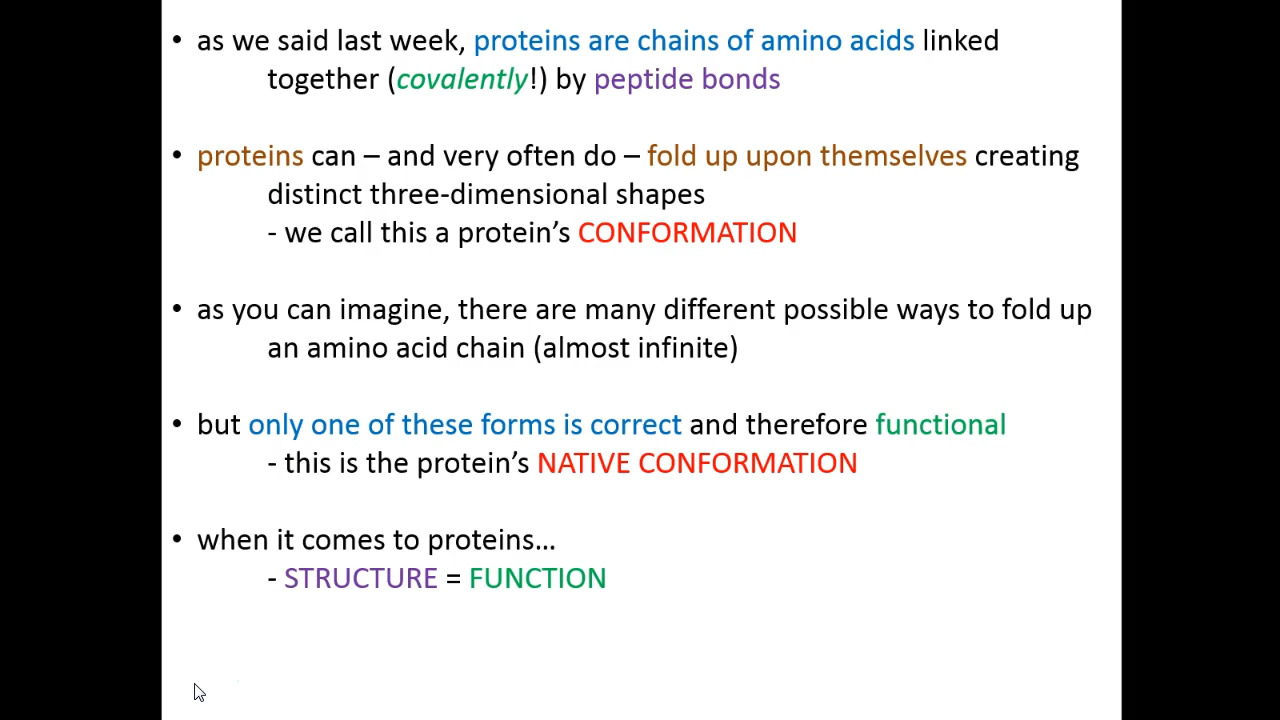 • as we said last week, proteins are chains of amino acids linked
together (covalently!) by peptide bonds
• proteins can – and very often do – fold up upon themselves creating
distinct three-dimensional shapes
- we call this a protein’s CONFORMATION
• as you can imagine, there are many different possible ways to fold up
an amino acid chain (almost infinite)
• but only one of these forms is correct and therefore functional
- this is the protein’s NATIVE CONFORMATION
• when it comes to proteins…
- STRUCTURE = FUNCTION